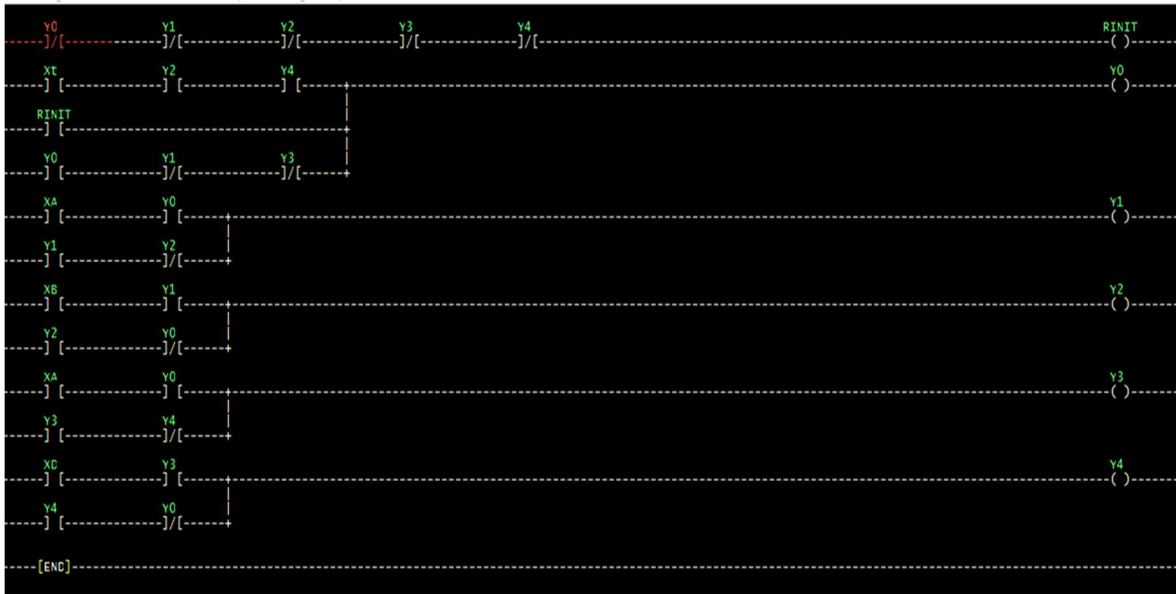 Y0 Y1 Y2 Y3 Y4 RINIT
-----]/[-------------]/[-------------]/[-------------]/[-------------]/[-------------( )-----
Xt Y2 Y4 Y0
-----] [-------------] [-------------] [------+-------------( )-----
RINIT
-----] [-------------+
Y0 Y1 Y3
-----] [-------------]/[-------------]/[------+
XA Y0 Y1
-----] [-------------] [------+-------------( )-----
Y1 Y2
-----] [-------------]/[------+
XB Y1 Y2
-----] [-------------] [------+-------------( )-----
Y2 Y0
-----] [-------------]/[------+
XA Y0 Y3
-----] [-------------] [------+-------------( )-----
Y3 Y4
-----] [-------------]/[------+
Y3 Y4
-----] [-------------] [------+-------------( )-----
Y4 Y0
-----] [-------------]/[------+
-----[END]-----